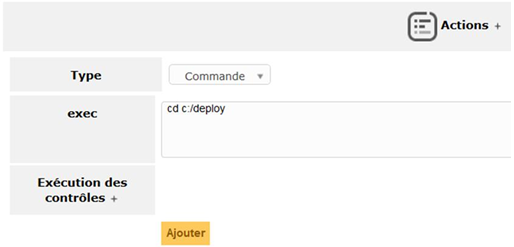 Actions +
Type
Commande
exec
cd c:/deploy
Exécution des
contrôles +
Ajouter